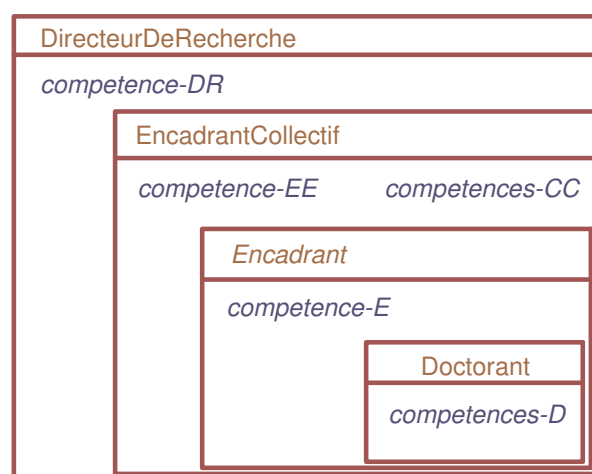 DirecteurDeRecherche
competence-DR
EncadrantCollectif
competence-EE competences-CC
Encadrant
competence-E
Doctorant
competences-D